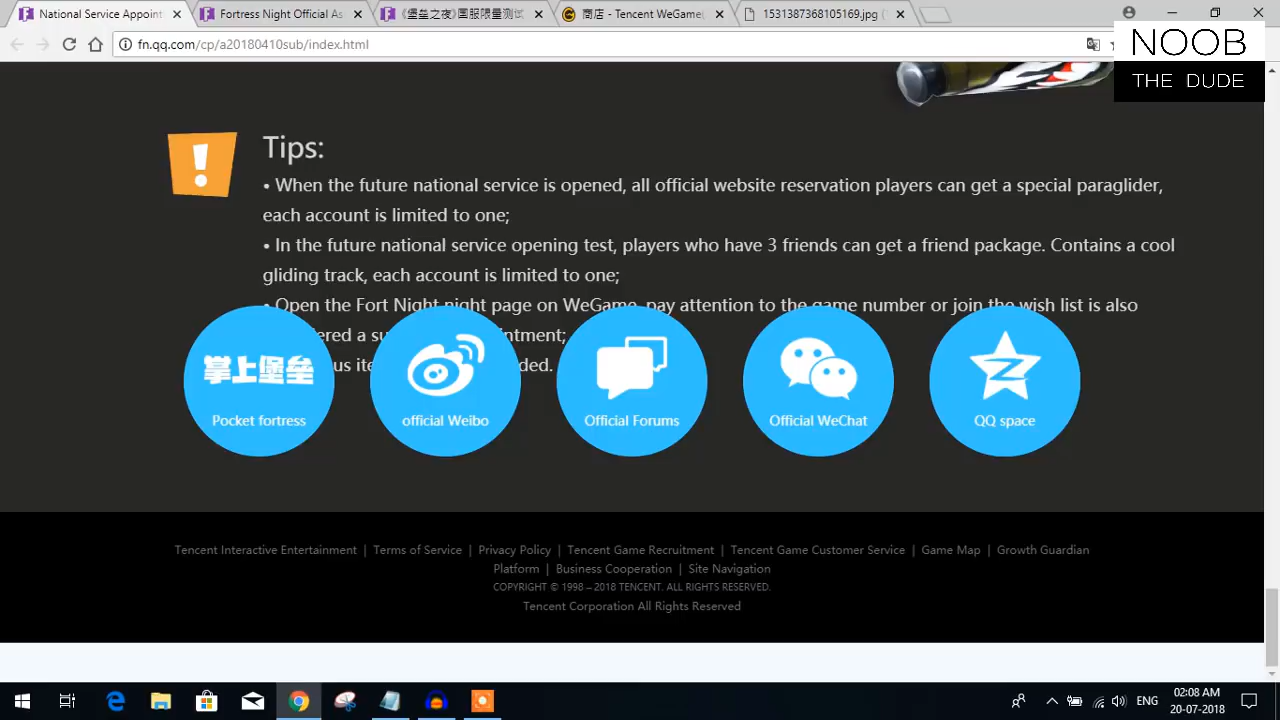 National Service Appoint
Fortress Night Official As
《堡垒之夜》国服限量测试
商店 - Tencent WeGame(
1531387368105169.jpg (
fn.qq.com/cp/a20180410sub/index.html
NOOB
THE DUDE
Tips:
• When the future national service is opened, all official website reservation players can get a special paraglider,
each account is limited to one;
• In the future national service opening test, players who have 3 friends can get a friend package. Contains a cool
gliding track, each account is limited to one;
• Open the Fort Night night page on WeGame, pay attention to the game number or join the wish list is also
掌上堡垒
Pocket fortress
official Weibo
Official Forums
Official WeChat
QQ space
Tencent Interactive Entertainment | Terms of Service | Privacy Policy | Tencent Game Recruitment | Tencent Game Customer Service | Game Map | Growth Guardian
Platform | Business Cooperation | Site Navigation
COPYRIGHT © 1998 – 2018 TENCENT. ALL RIGHTS RESERVED.
Tencent Corporation All Rights Reserved
ENG
02:08 AM
20-07-2018